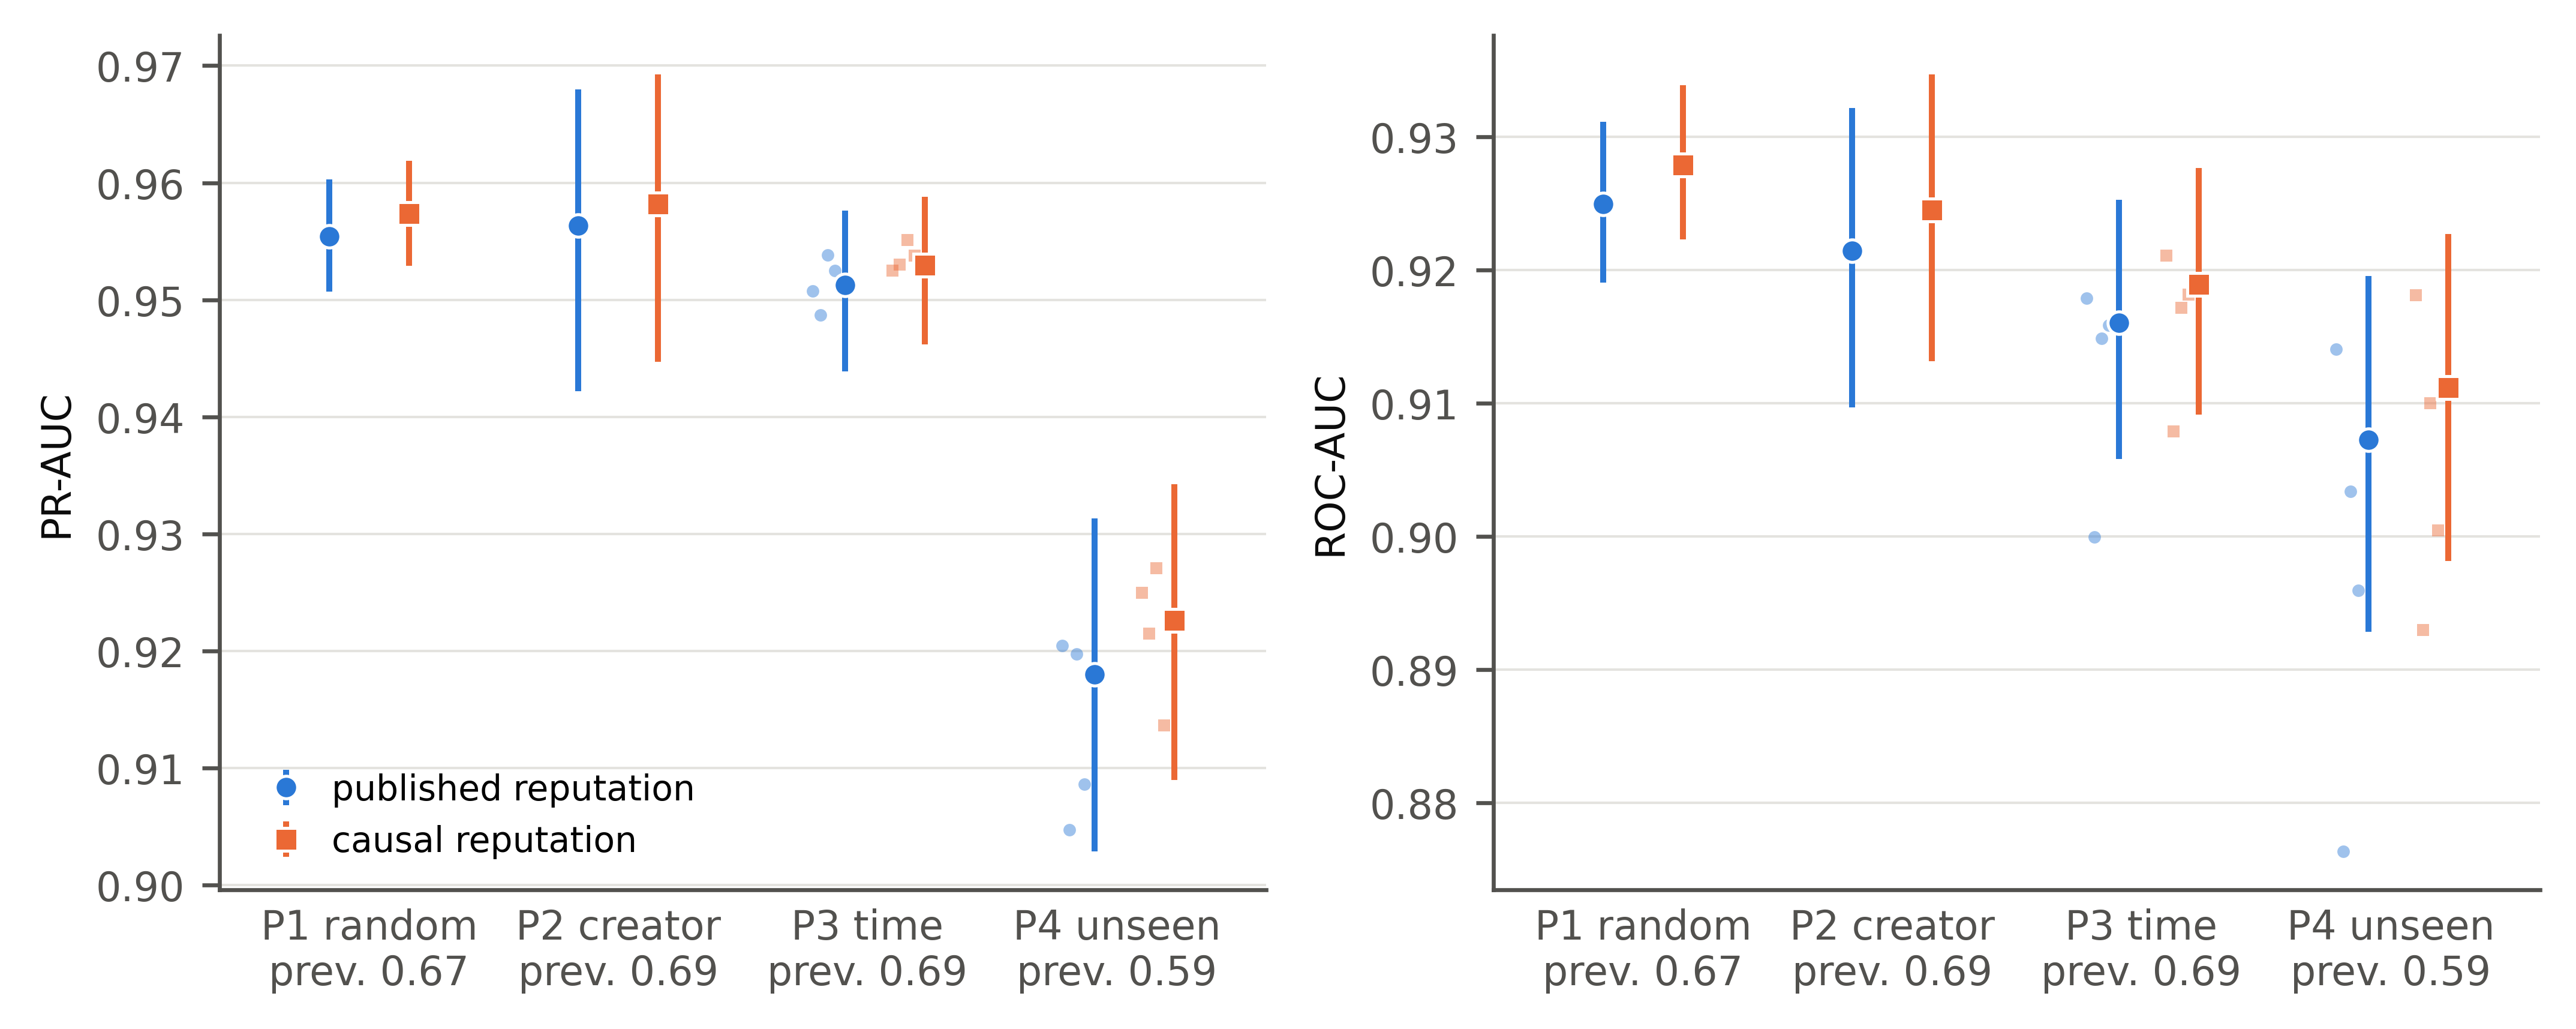 PR-AUC
0.97
0.96
0.95
0.94
0.93
0.92
0.91
0.90
published reputation
causal reputation
P1 random
prev. 0.67
P2 creator
prev. 0.69
P3 time
prev. 0.69
P4 unseen
prev. 0.59
ROC-AUC
0.93
0.92
0.91
0.90
0.89
0.88
P1 random
prev. 0.67
P2 creator
prev. 0.69
P3 time
prev. 0.69
P4 unseen
prev. 0.59